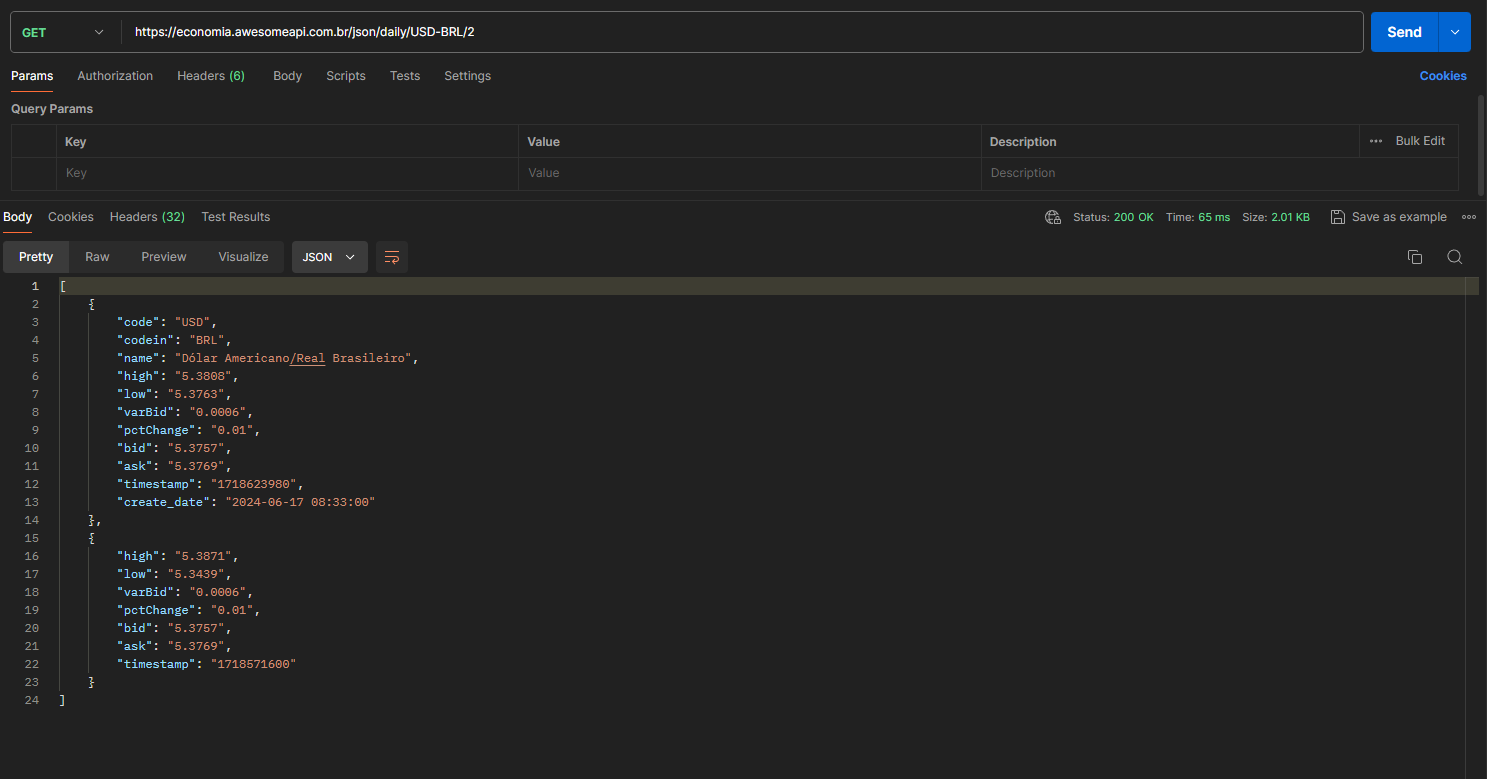 GET https://economia.awesomeapi.com.br/json/daily/USD-BRL/2 Send
Params Authorization Headers (6) Body Scripts Tests Settings Cookies
Query Params
Key Value Description ••• Bulk Edit
Key Value Description
Body Cookies Headers (32) Test Results Status: 200 OK Time: 65 ms Size: 2.01 KB Save as example
Pretty Raw Preview Visualize JSON
1 [
2 {
3 "code": "USD",
4 "codein": "BRL",
5 "name": "Dólar Americano/Real Brasileiro",
6 "high": "5.3808",
7 "low": "5.3763",
8 "varBid": "0.0006",
9 "pctChange": "0.01",
10 "bid": "5.3757",
11 "ask": "5.3769",
12 "timestamp": "1718623980",
13 "create_date": "2024-06-17 08:33:00"
14 },
15 {
16 "high": "5.3871",
17 "low": "5.3439",
18 "varBid": "0.0006",
19 "pctChange": "0.01",
20 "bid": "5.3757",
21 "ask": "5.3769",
22 "timestamp": "1718571600"
23 }
24 ]